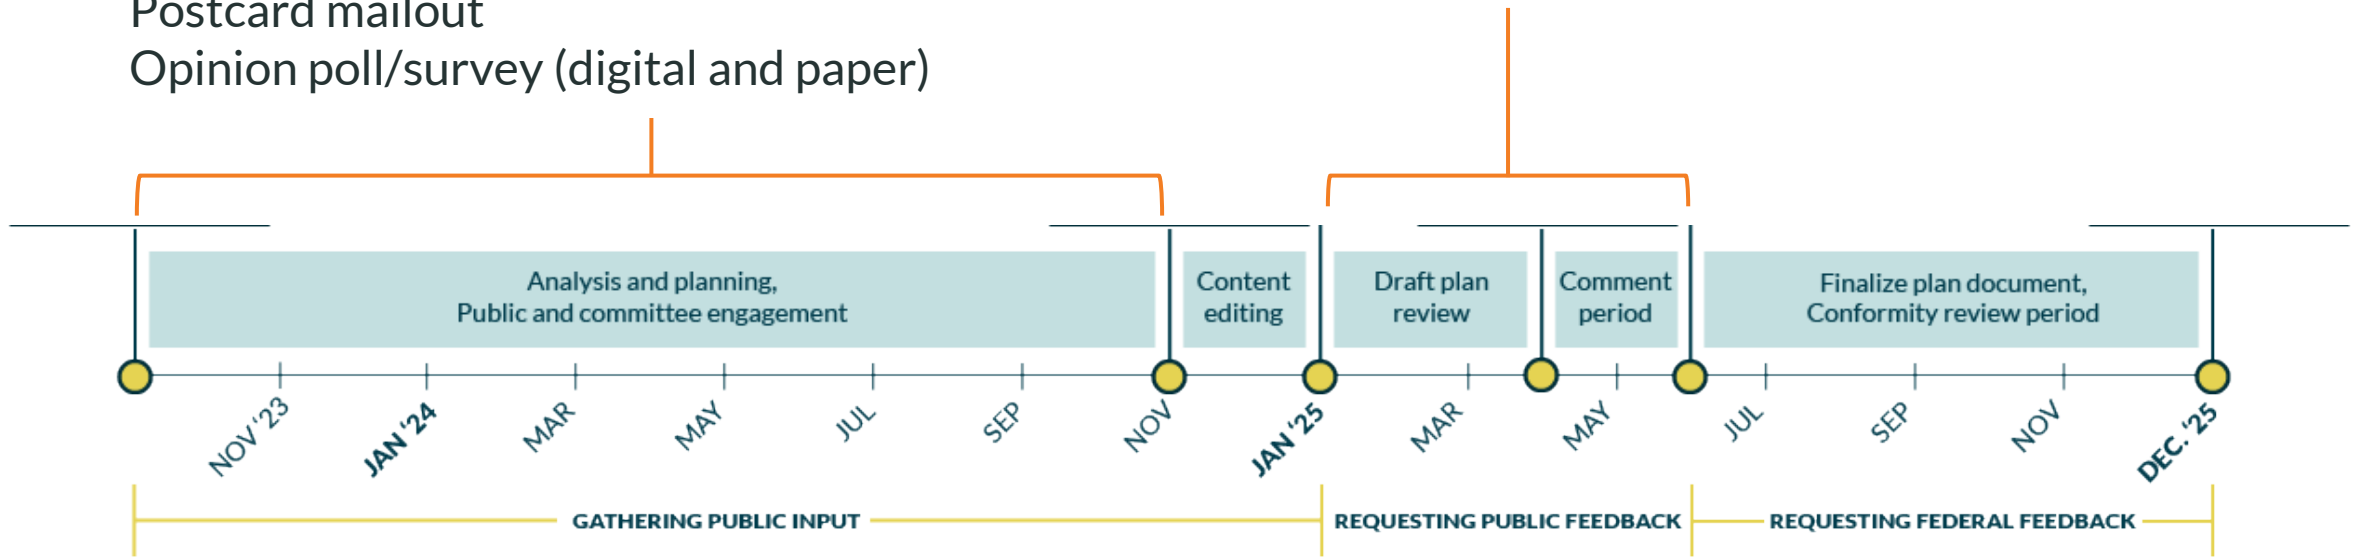 Postcard mailout
Opinion poll/survey (digital and paper)
Analysis and planning,
Public and committee engagement
Content
editing
Draft plan
review
Comment
period
Finalize plan document,
Conformity review period
NOV '23
JAN '24
MAR
MAY
JUL
SEP
NOV
JAN '25
MAR
MAY
JUL
SEP
NOV
DEC. '25
GATHERING PUBLIC INPUT
REQUESTING PUBLIC FEEDBACK
REQUESTING FEDERAL FEEDBACK